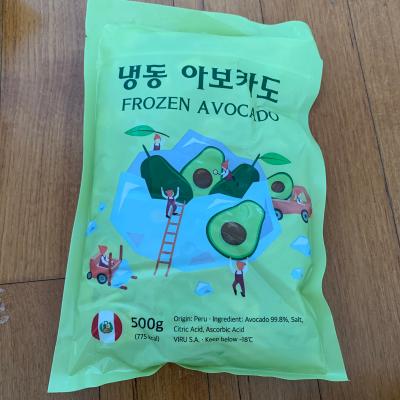 냉동 아보카도
FROZEN AVOCADO
500g
(775 kcal)
Origin: Peru · Ingredient: Avocado 99.8%, Salt,
Citric Acid, Ascorbic Acid
VIRU S.A. · Keep below -18℃